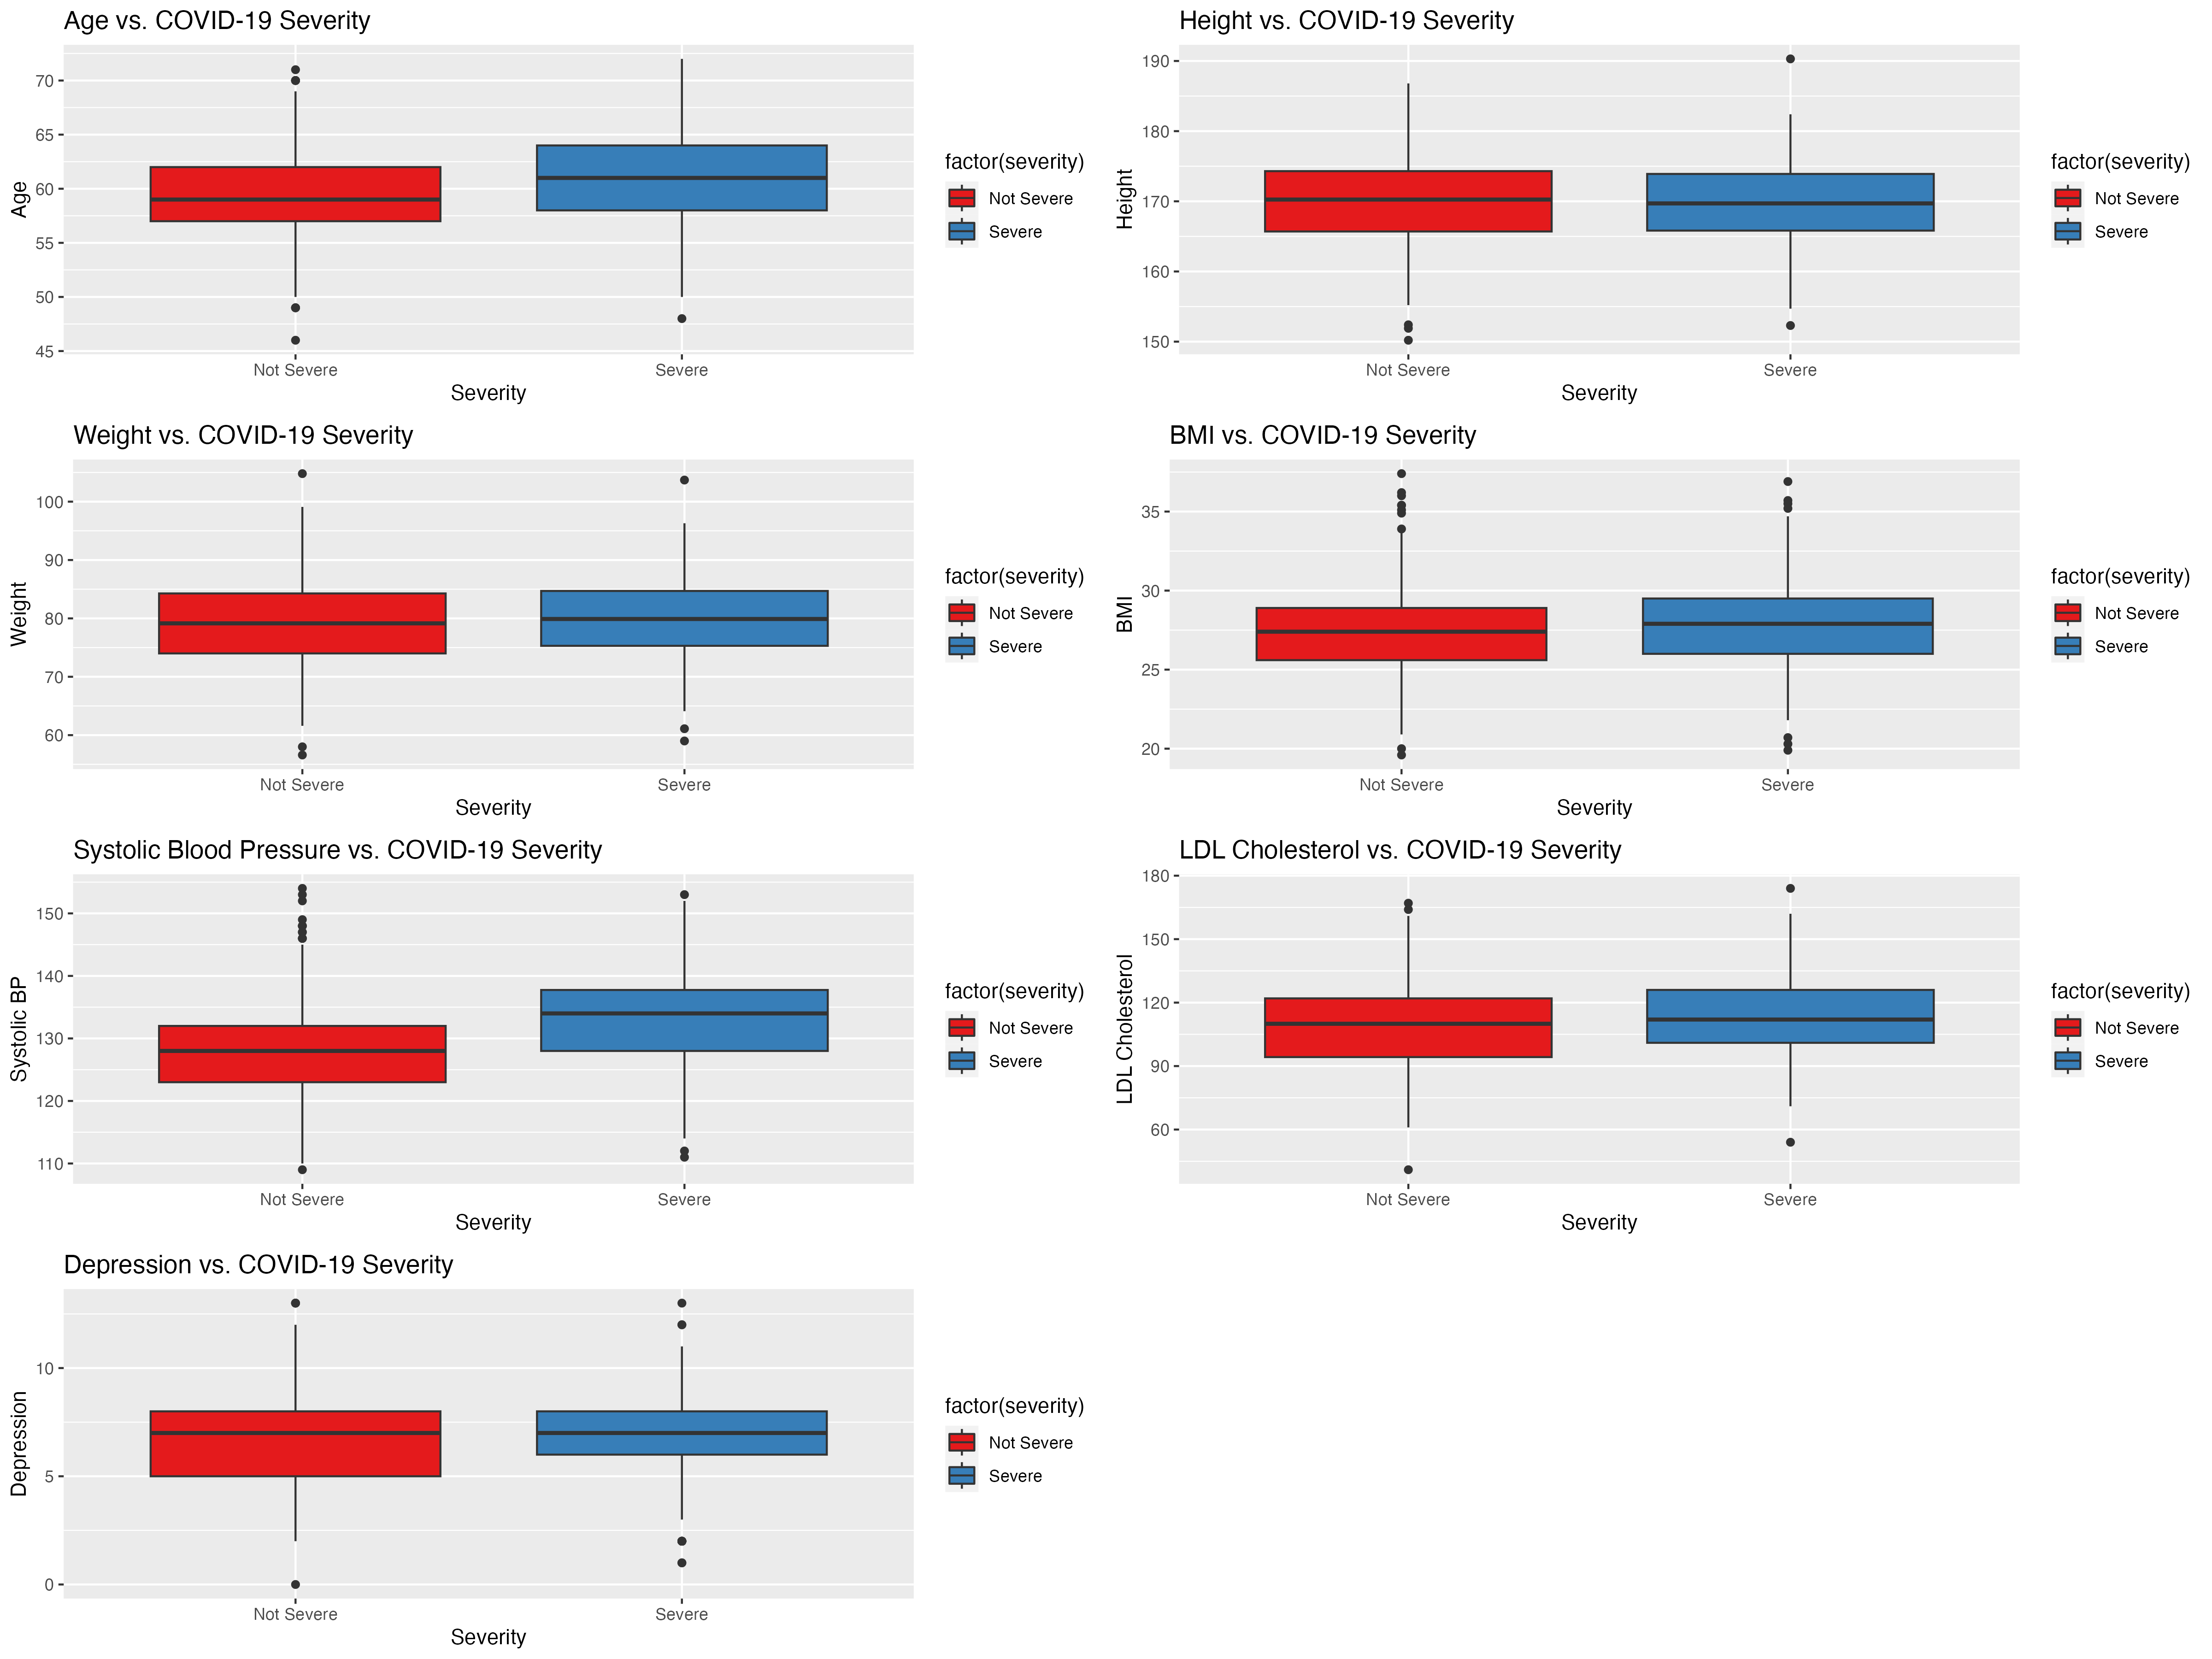 Age vs. COVID-19 Severity
70
65
60
55
50
45
Age
Not Severe
Severe
Severity
factor(severity)
Not Severe
Severe
Height vs. COVID-19 Severity
190
180
170
160
150
Height
Not Severe
Severe
Severity
factor(severity)
Not Severe
Severe
Weight vs. COVID-19 Severity
100
90
80
70
60
Weight
Not Severe
Severe
Severity
factor(severity)
Not Severe
Severe
BMI vs. COVID-19 Severity
35
30
25
20
BMI
Not Severe
Severe
Severity
factor(severity)
Not Severe
Severe
Systolic Blood Pressure vs. COVID-19 Severity
150
140
130
120
110
Systolic BP
Not Severe
Severe
Severity
factor(severity)
Not Severe
Severe
LDL Cholesterol vs. COVID-19 Severity
180
150
120
90
60
LDL Cholesterol
Not Severe
Severe
Severity
factor(severity)
Not Severe
Severe
Depression vs. COVID-19 Severity
10
5
0
Depression
Not Severe
Severe
Severity
factor(severity)
Not Severe
Severe